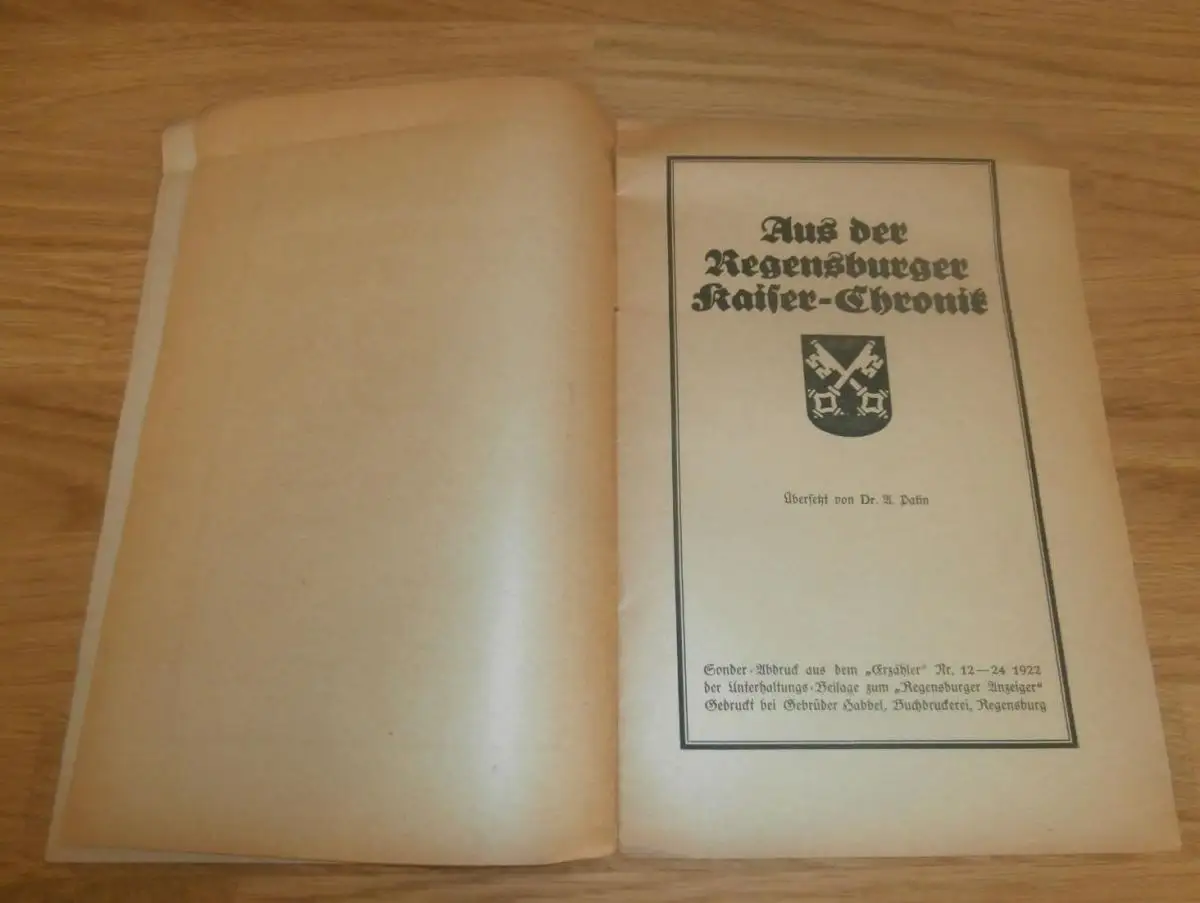 Aus der
Regensburger
Kaiser-Chronik
Übersetzt von Dr. A. Patin
Sonder-Abdruck aus dem „Erzähler“ Nr. 12—24 1922
der Unterhaltungs-Beilage zum „Regensburger Anzeiger“
Gedruckt bei Gebrüder Habbel, Buchdruckerei, Regensburg